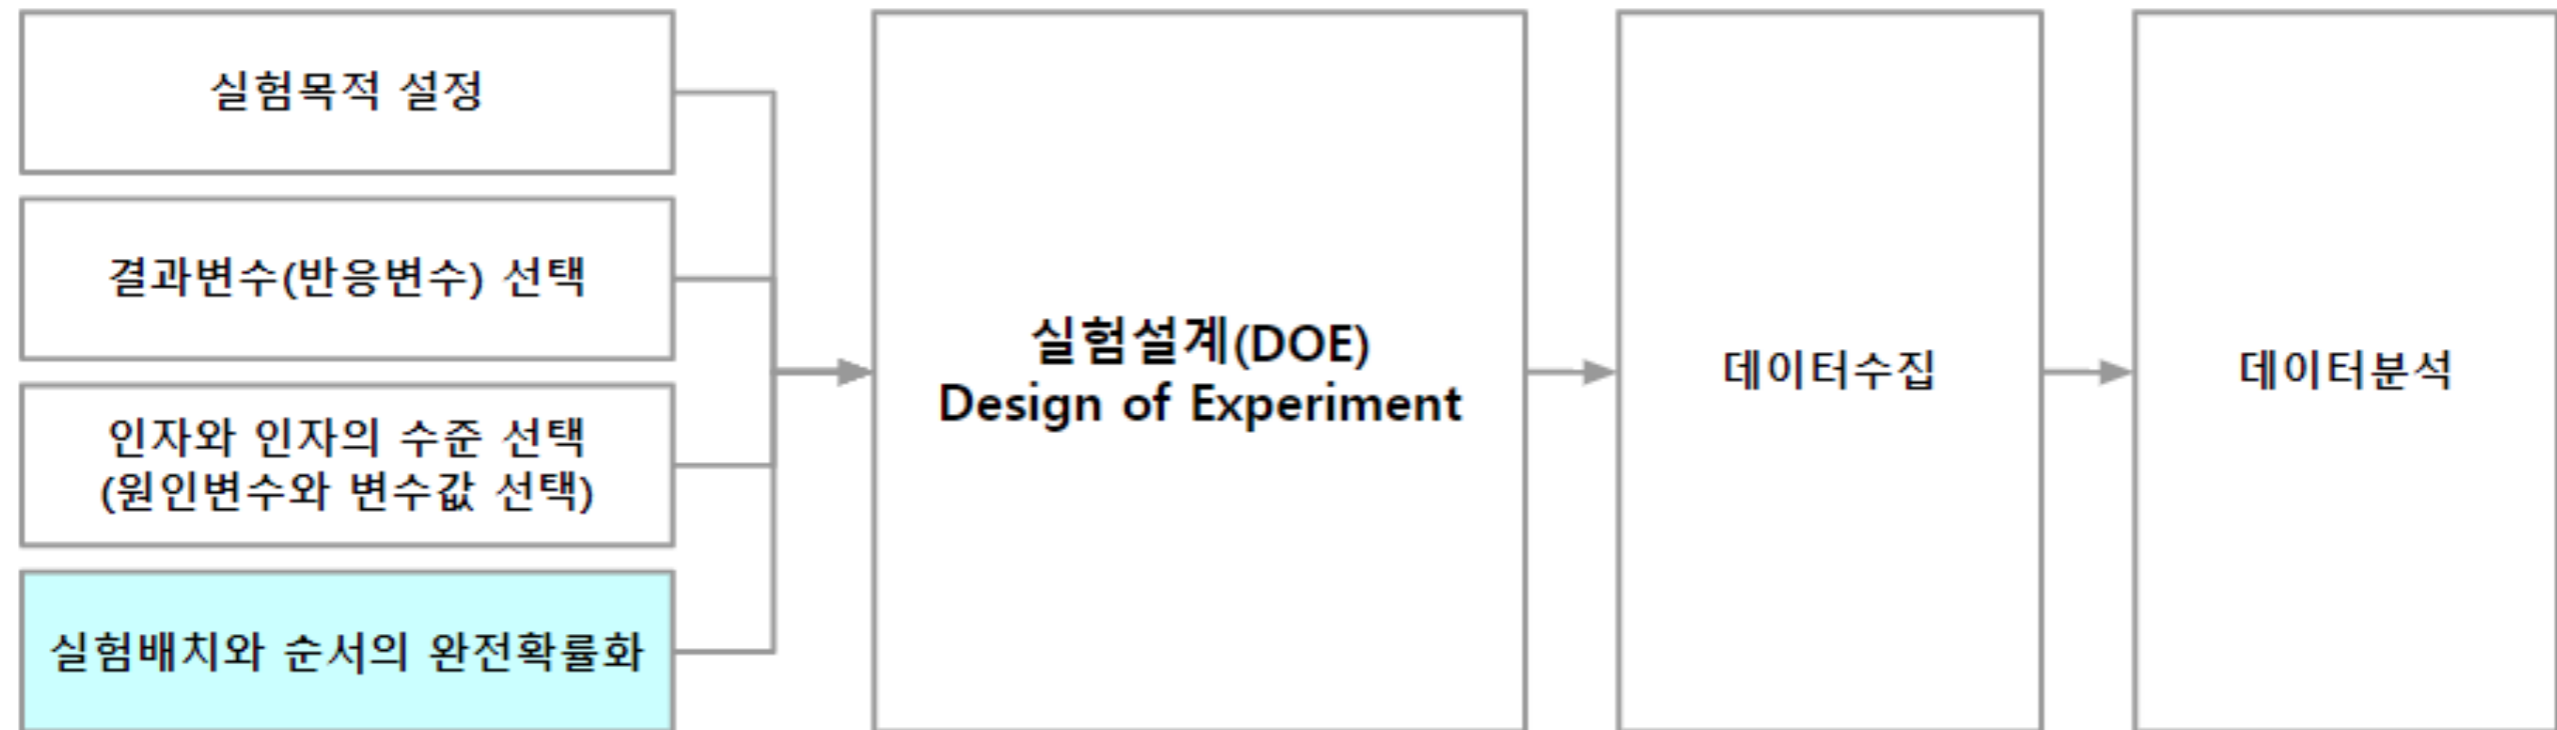 실험목적 설정
결과변수(반응변수) 선택
인자와 인자의 수준 선택
(원인변수와 변수값 선택)
실험배치와 순서의 완전확률화
실험설계(DOE)
Design of Experiment
데이터수집
데이터분석